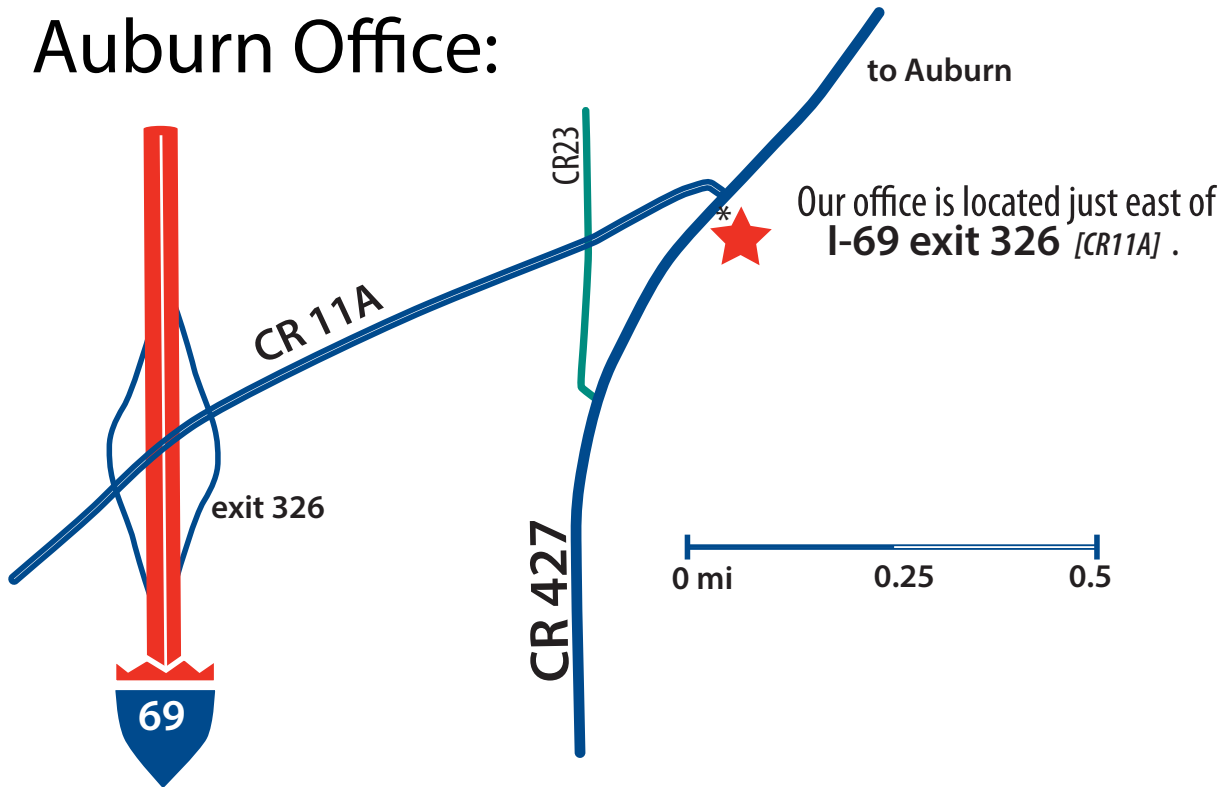 Auburn Office:
to Auburn
CR23
*
Our office is located just east of
I-69 exit 326 [CR11A] .
CR 11A
exit 326
CR 427
0 mi 0.25 0.5
69